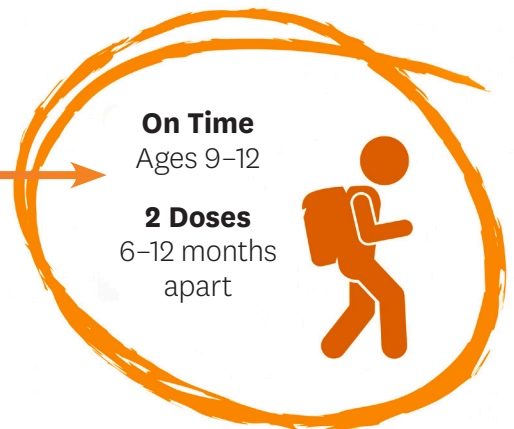 On Time
Ages 9–12
2 Doses
6–12 months
apart